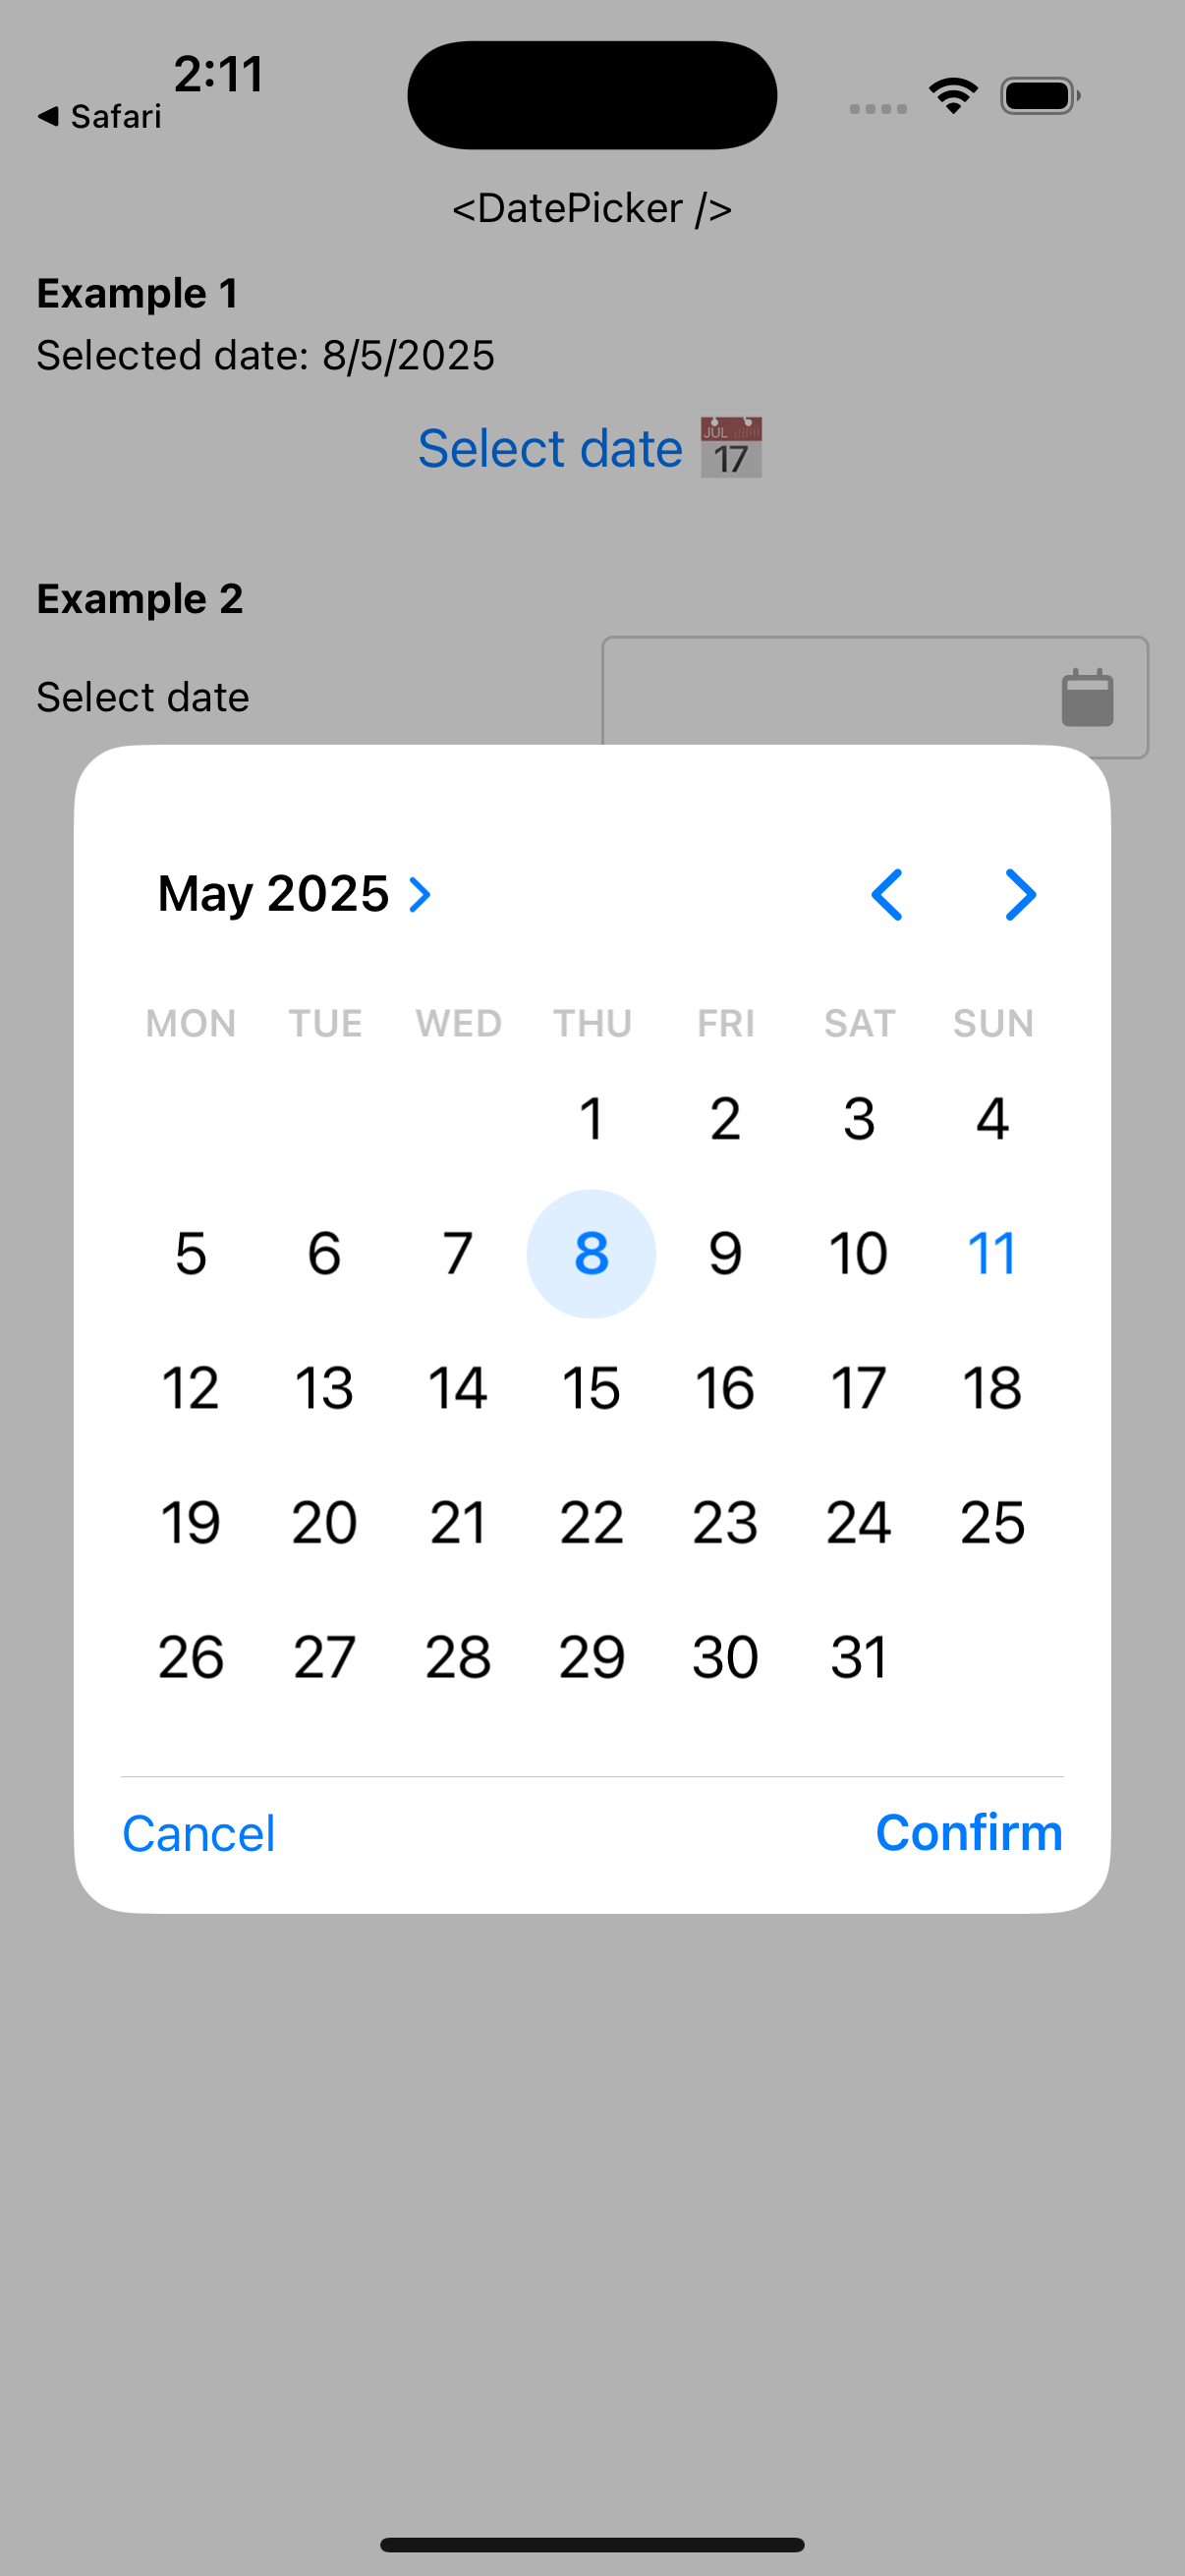 2:11
◀ Safari
<DatePicker />
Example 1
Selected date: 8/5/2025
Select date 📅
JUL
17
Example 2
Select date
May 2025 >
MON TUE WED THU FRI SAT SUN
1 2 3 4
5 6 7 8 9 10 11
12 13 14 15 16 17 18
19 20 21 22 23 24 25
26 27 28 29 30 31
Cancel Confirm